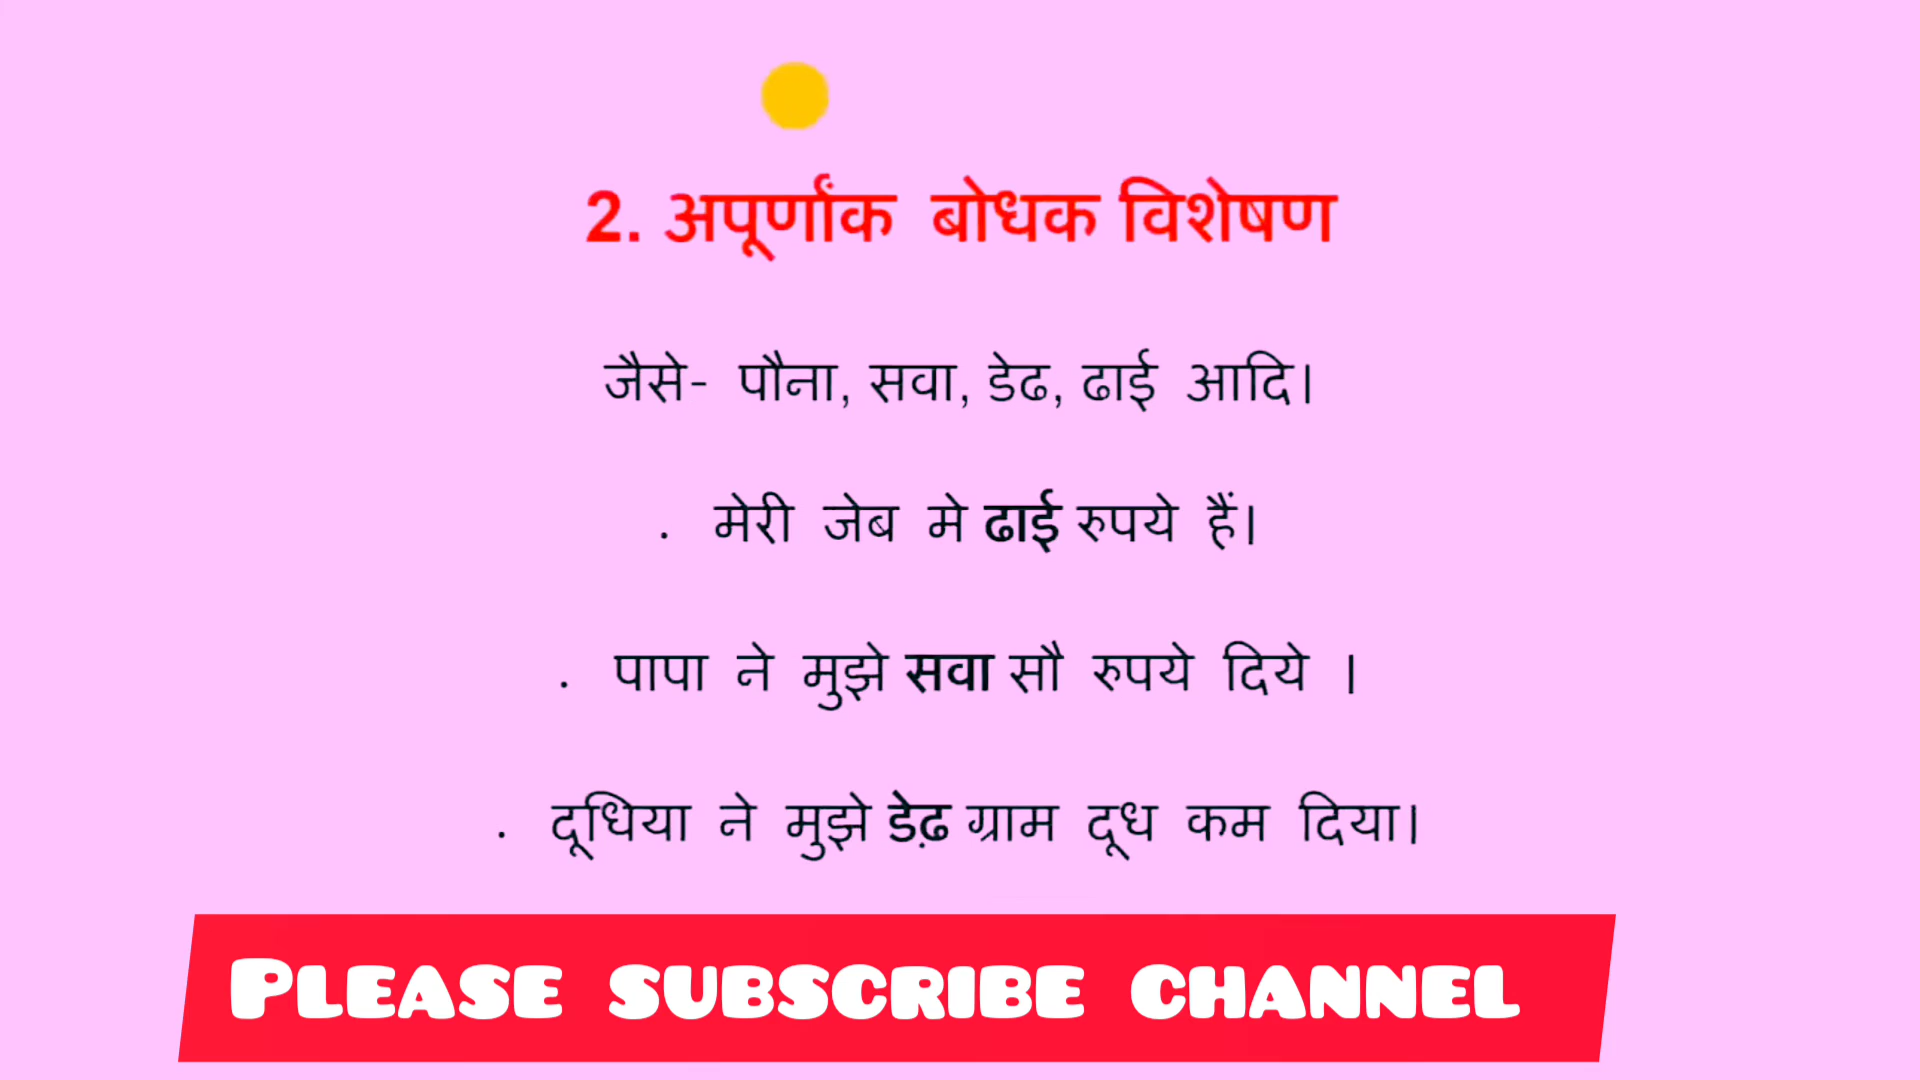 2. अपूर्णांक बोधक विशेषण
जैसे- पौना, सवा, डेढ, ढाई आदि।
. मेरी जेब मे ढाई रुपये हैं।
. पापा ने मुझे सवा सौ रुपये दिये ।
. दूधिया ने मुझे डेढ़ ग्राम दूध कम दिया।
PLEASE SUBSCRIBE CHANNEL